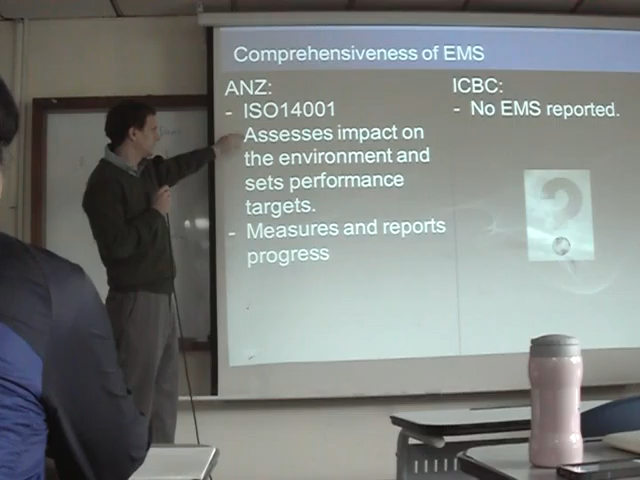 Comprehensiveness of EMS
ANZ:
- ISO14001
Assesses impact on
the environment and
sets performance
targets.
- Measures and reports
progress
ICBC:
- No EMS reported.
?